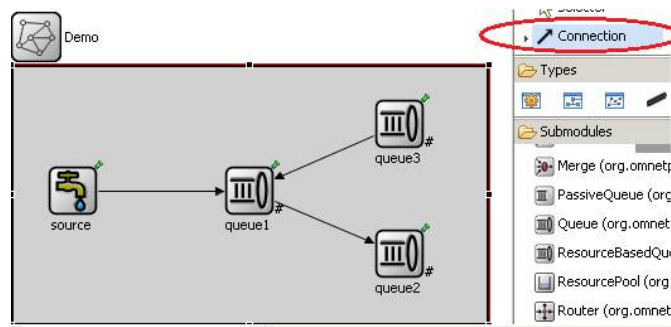 Demo
source
queue1
#
queue3
#
queue2
#
Connection
Types
Submodules
Merge (org.omnetp
PassiveQueue (org
Queue (org.omnet
ResourceBasedQu
ResourcePool (org
Router (org.omnet